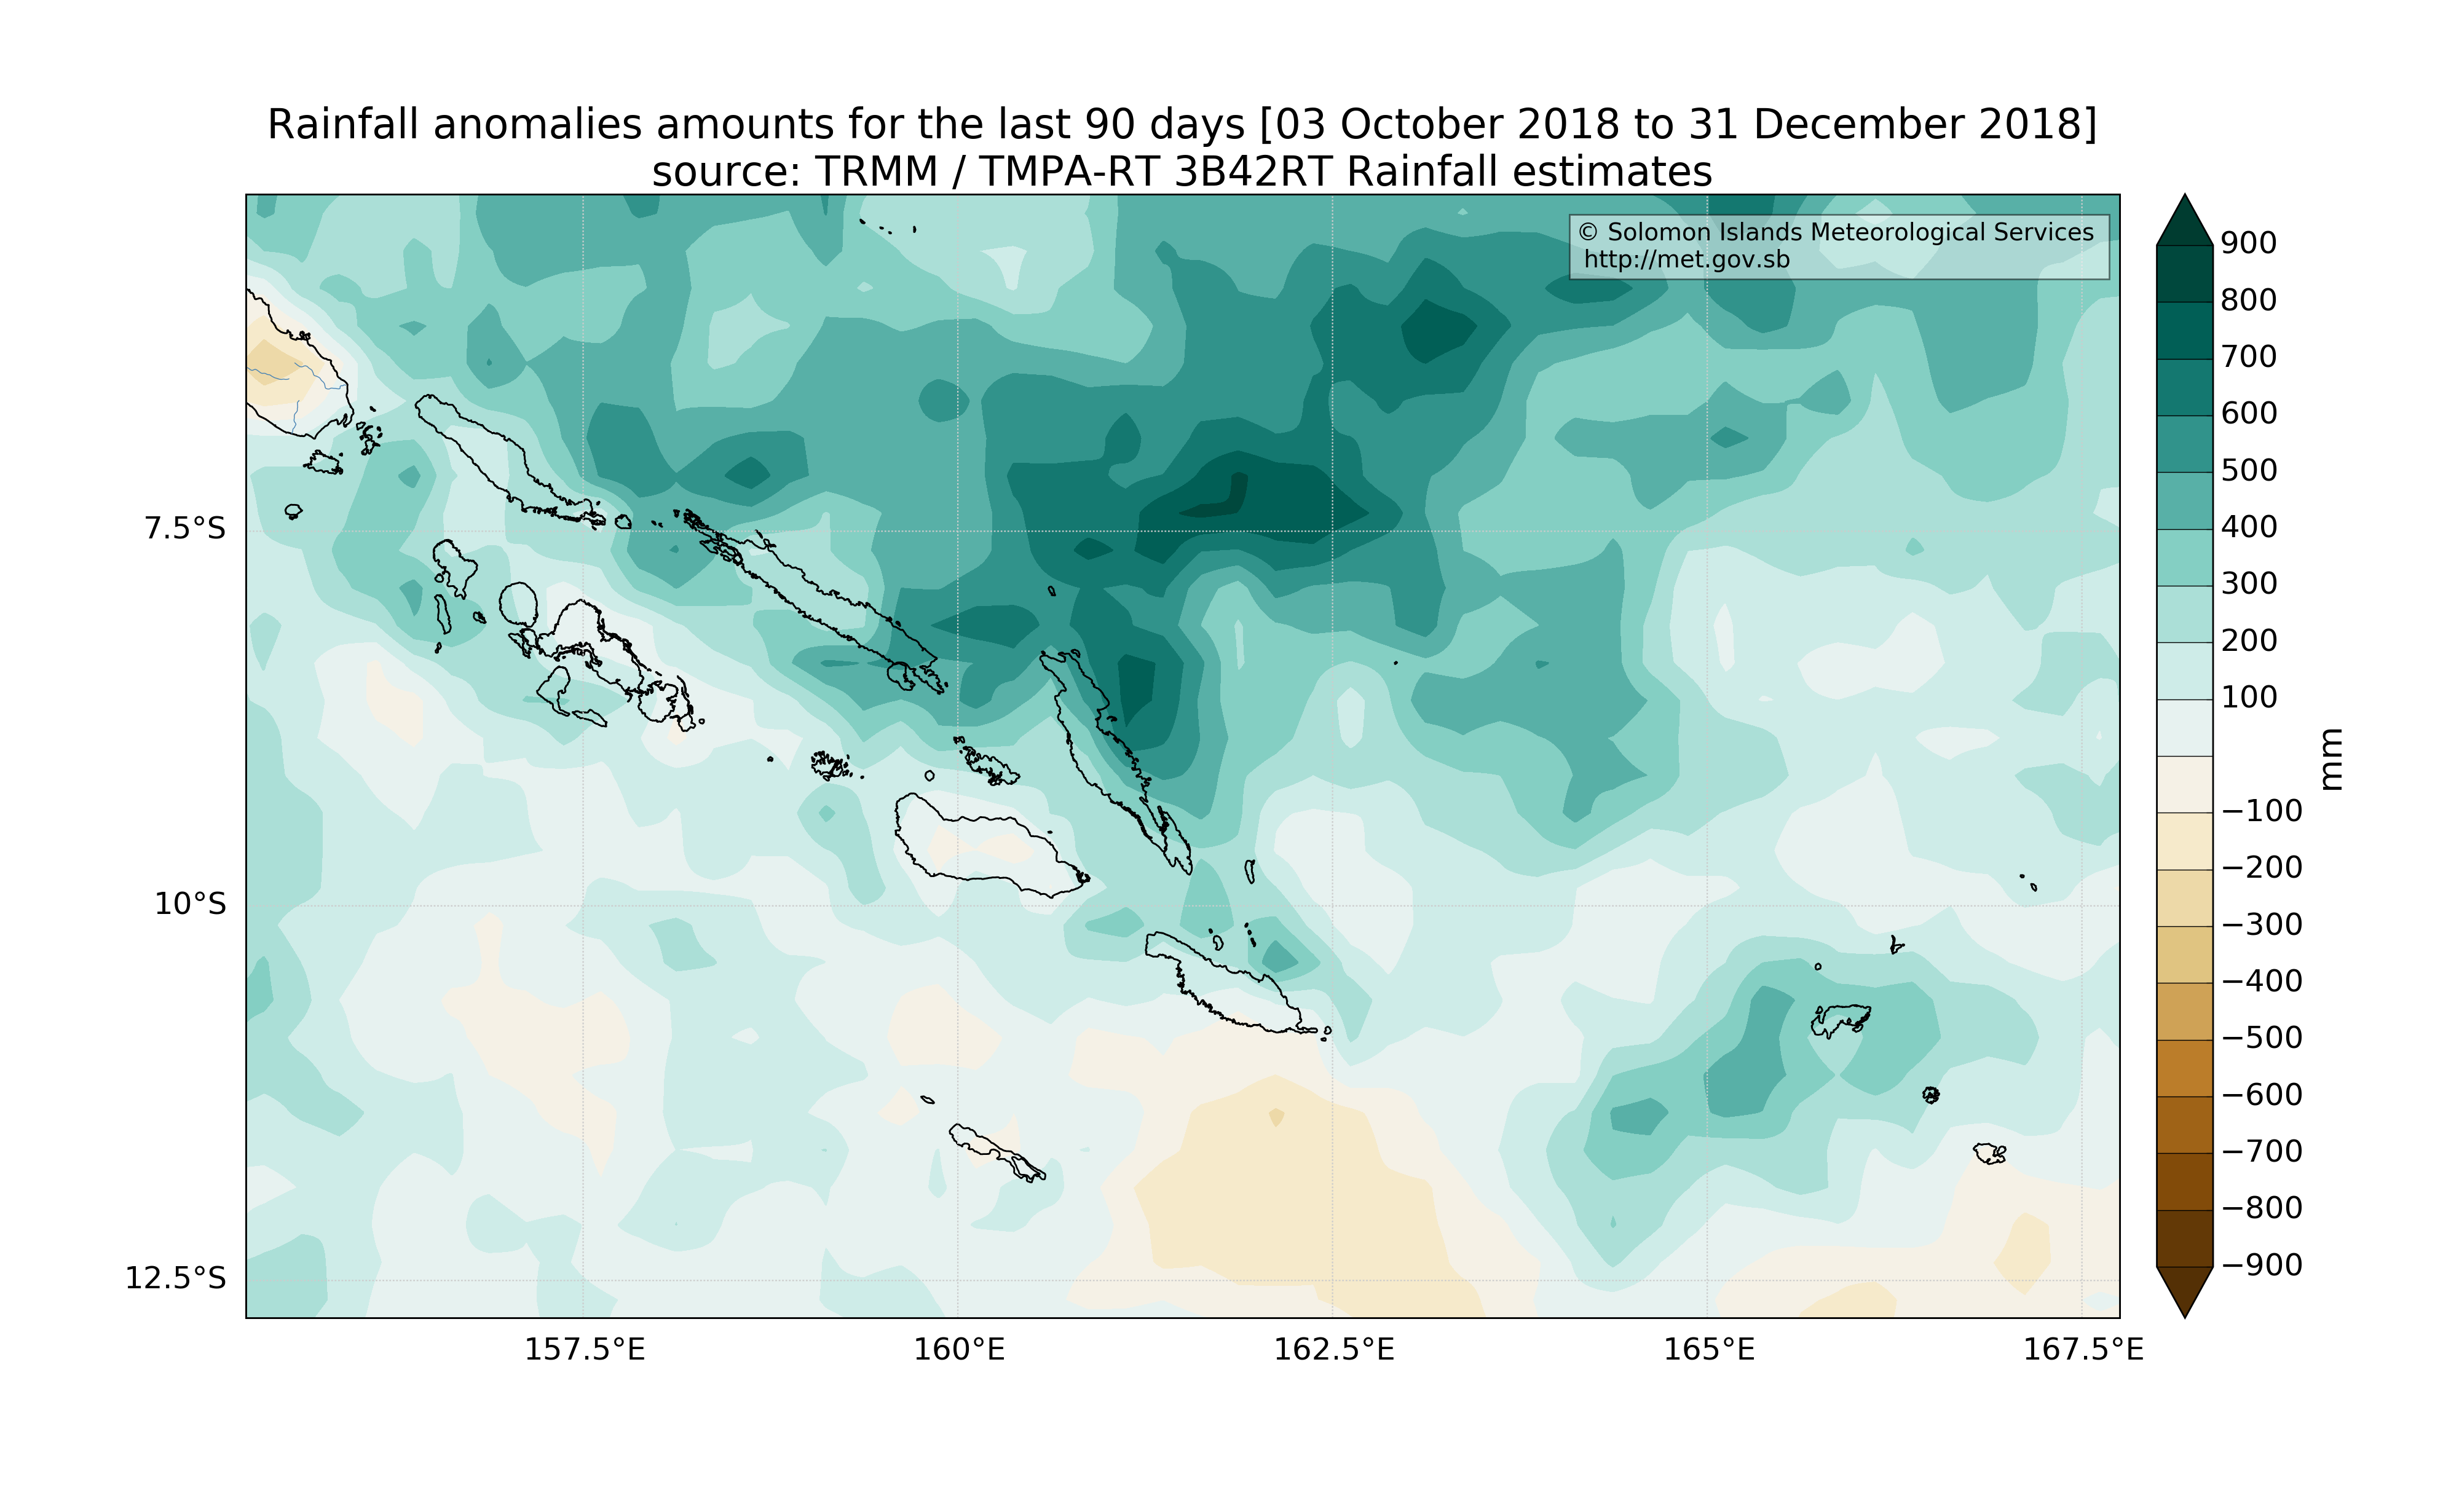 Rainfall anomalies amounts for the last 90 days [03 October 2018 to 31 December 2018]
source: TRMM / TMPA-RT 3B42RT Rainfall estimates
© Solomon Islands Meteorological Services
http://met.gov.sb
7.5°S
10°S
12.5°S
157.5°E
160°E
162.5°E
165°E
167.5°E
900
800
700
600
500
400
300
200
100
−100
−200
−300
−400
−500
−600
−700
−800
−900
mm